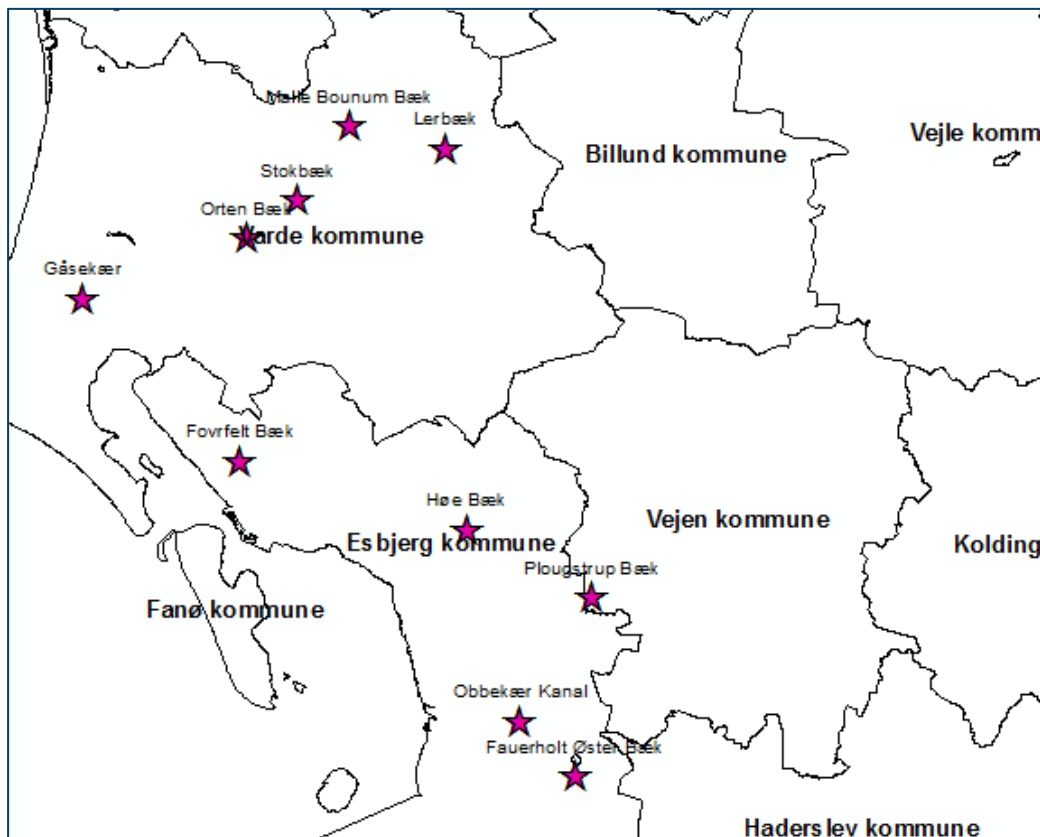 Mølle Bounum Bæk
Lerbæk
Vejle komm
Billund kommune
Stokbæk
Orten Bæk
Varde kommune
Gåsekær
Fovrfelt Bæk
Høe Bæk
Vejen kommune
Esbjerg kommune
Kolding
Plougstrup Bæk
Fanø kommune
Obbekær Kanal
Fauerholt Øster Bæk
Haderslev kommune